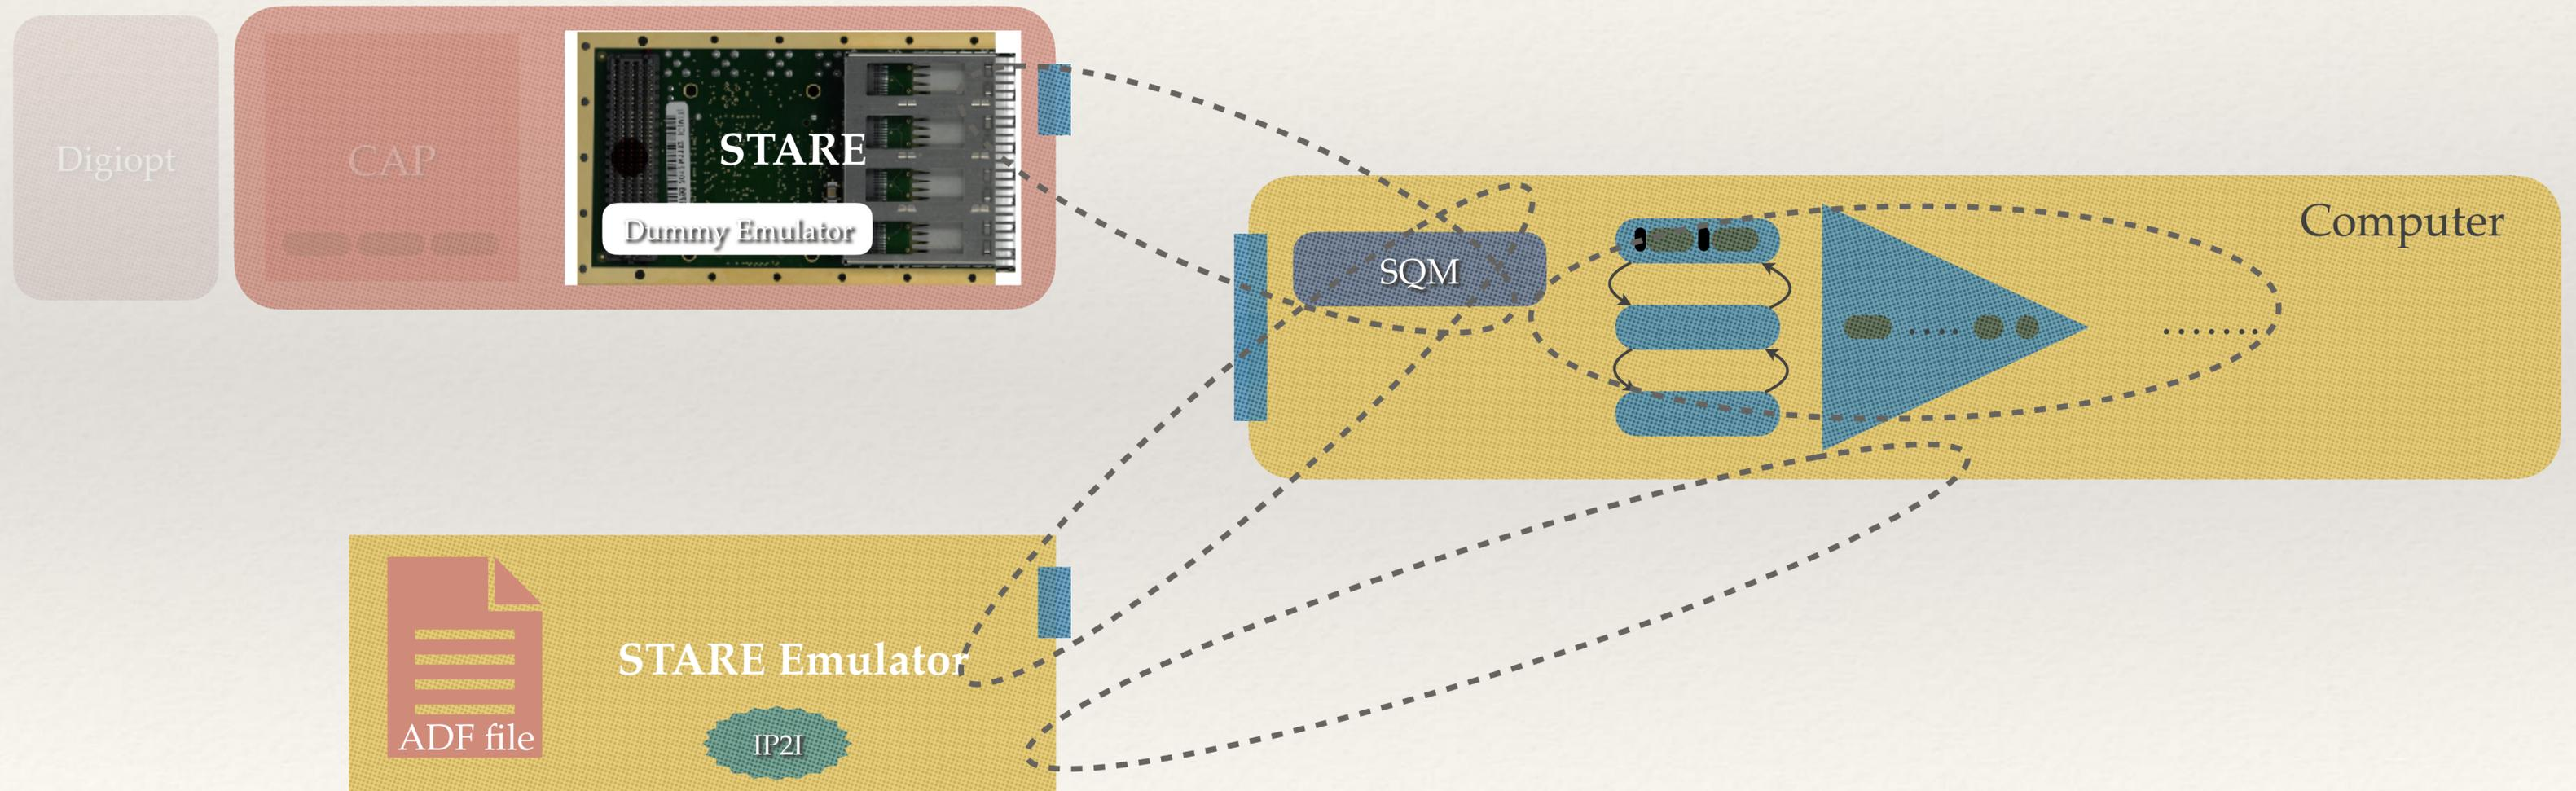 Digiopt
CAP
STARE
Dummy Emulator
Computer
SQM
STARE Emulator
ADF file
IP2I